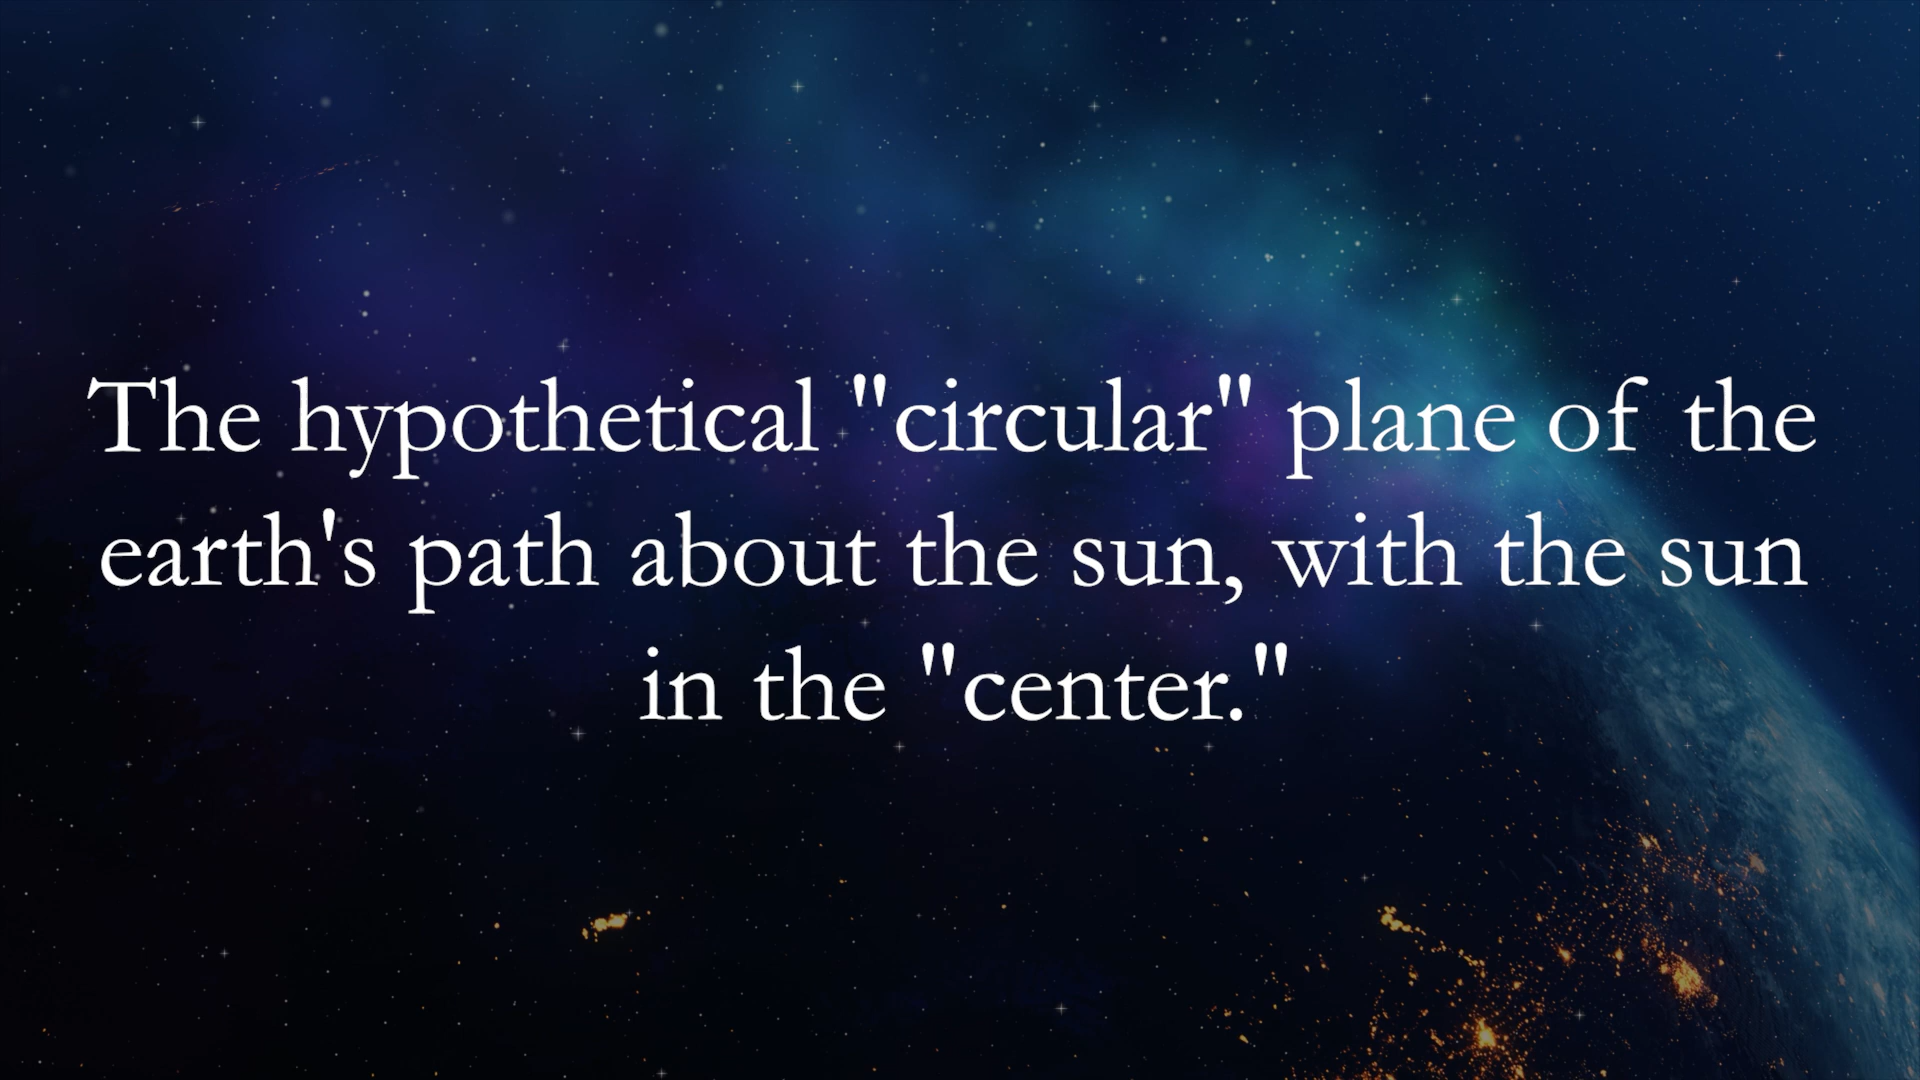 The hypothetical "circular" plane of the
earth's path about the sun, with the sun
in the "center."